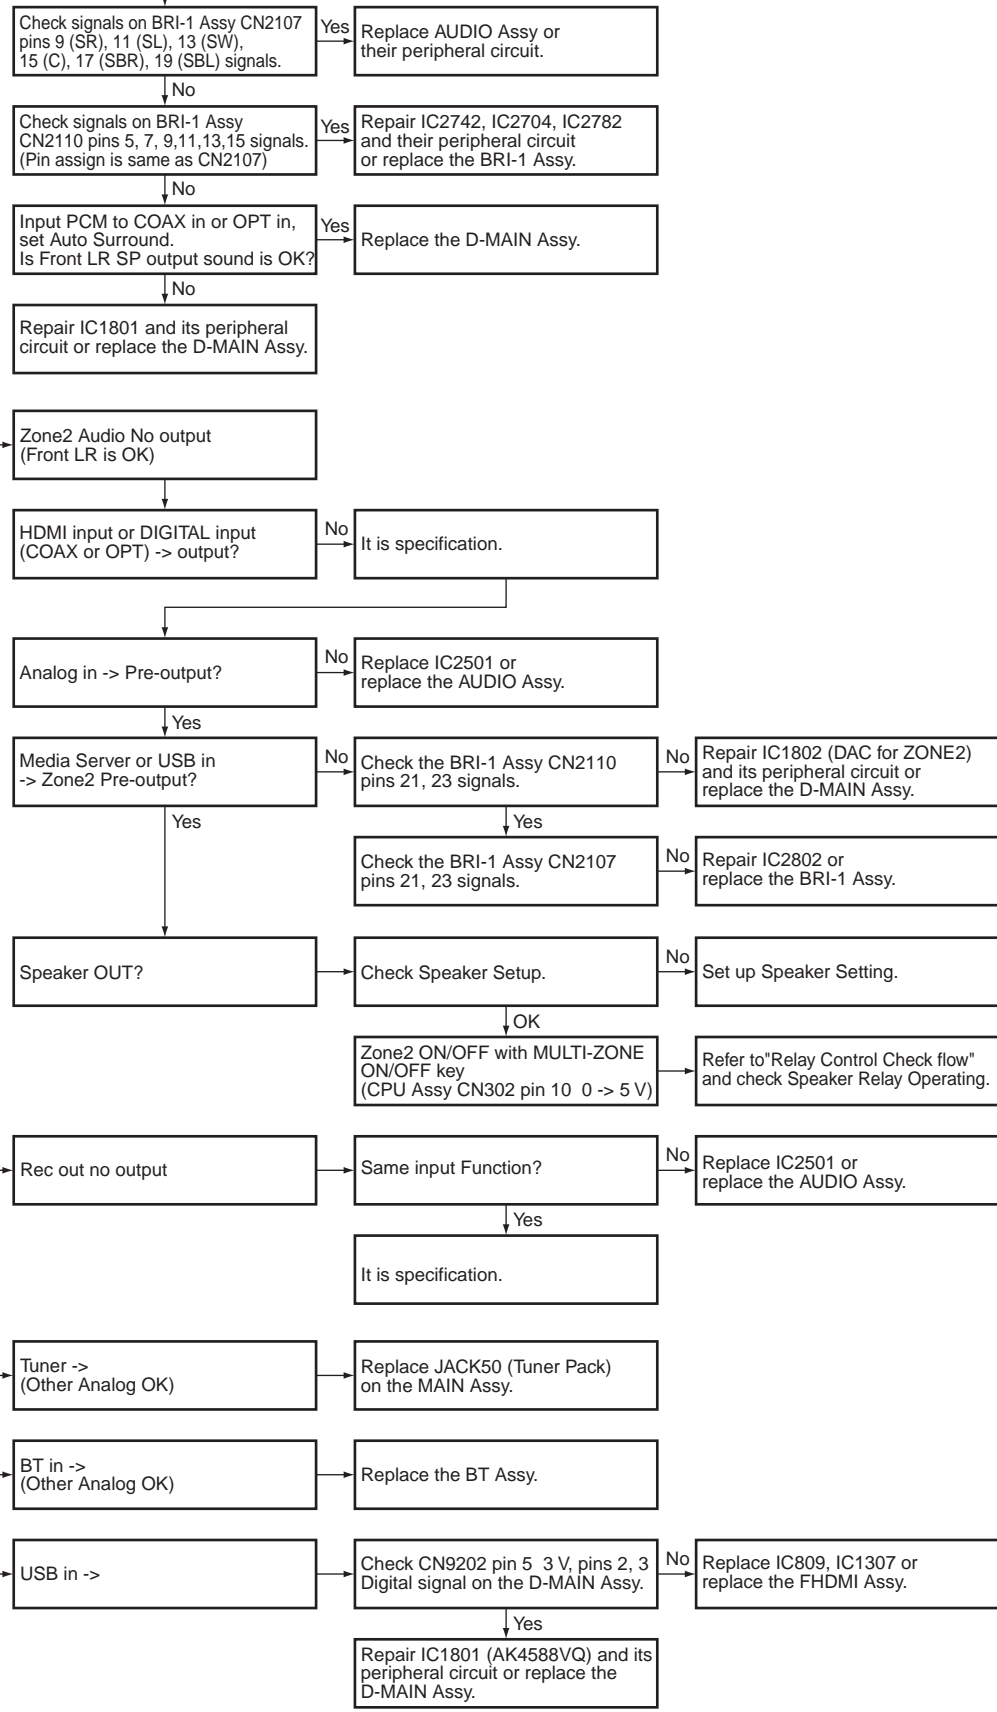 Check signals on BRI-1 Assy CN2107
pins 9 (SR), 11 (SL), 13 (SW),
15 (C), 17 (SBR), 19 (SBL) signals.
Yes
Replace AUDIO Assy or
their peripheral circuit.
No
Check signals on BRI-1 Assy
CN2110 pins 5, 7, 9,11,13,15 signals.
(Pin assign is same as CN2107)
Yes
Repair IC2742, IC2704, IC2782
and their peripheral circuit
or replace the BRI-1 Assy.
No
Input PCM to COAX in or OPT in,
set Auto Surround.
Is Front LR SP output sound is OK?
Yes
Replace the D-MAIN Assy.
No
Repair IC1801 and its peripheral
circuit or replace the D-MAIN Assy.
Zone2 Audio No output
(Front LR is OK)
HDMI input or DIGITAL input
(COAX or OPT) -> output?
No
It is specification.
Analog in -> Pre-output?
No
Replace IC2501 or
replace the AUDIO Assy.
Yes
Media Server or USB in
-> Zone2 Pre-output?
No
Check the BRI-1 Assy CN2110
pins 21, 23 signals.
No
Repair IC1802 (DAC for ZONE2)
and its peripheral circuit or
replace the D-MAIN Assy.
Yes
Yes
Check the BRI-1 Assy CN2107
pins 21, 23 signals.
No
Repair IC2802 or
replace the BRI-1 Assy.
Speaker OUT?
Check Speaker Setup.
No
Set up Speaker Setting.
OK
Zone2 ON/OFF with MULTI-ZONE
ON/OFF key
(CPU Assy CN302 pin 10  0 -> 5 V)
Refer to"Relay Control Check flow"
and check Speaker Relay Operating.
Rec out no output
Same input Function?
No
Replace IC2501 or
replace the AUDIO Assy.
Yes
It is specification.
Tuner ->
(Other Analog OK)
Replace JACK50 (Tuner Pack)
on the MAIN Assy.
BT in ->
(Other Analog OK)
Replace the BT Assy.
USB in ->
Check CN9202 pin 5  3 V, pins 2, 3
Digital signal on the D-MAIN Assy.
No
Replace IC809, IC1307 or
replace the FHDMI Assy.
Yes
Repair IC1801 (AK4588VQ) and its
peripheral circuit or replace the
D-MAIN Assy.